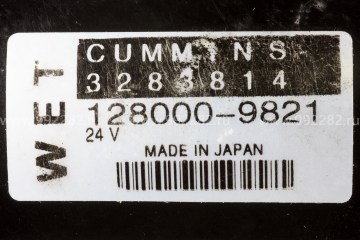 WET
CUMMINS
3283814
128000-9821
24 V
MADE IN JAPAN